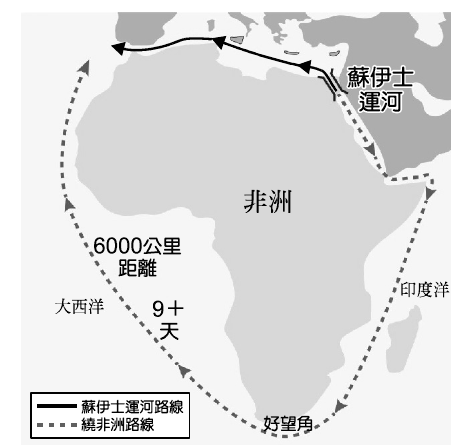 蘇伊士
運河
非洲
6000公里
距離
印度洋
大西洋
9＋
天
好望角
蘇伊士運河路線
繞非洲路線